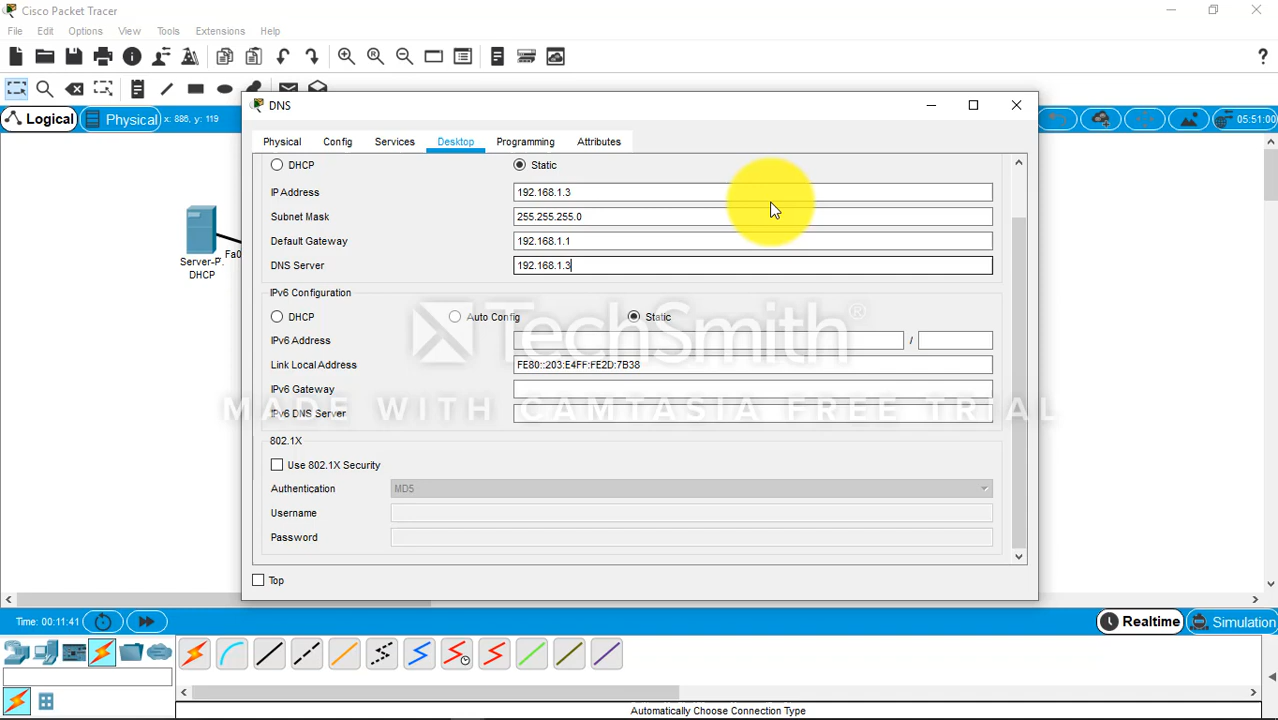 Cisco Packet Tracer
File Edit Options View Tools Extensions Help
?
Logical Physical x: 886, y: 119 05:51:00
DNS
Physical Config Services Desktop Programming Attributes
DHCP Static
IP Address 192.168.1.3
Subnet Mask 255.255.255.0
Default Gateway 192.168.1.1
DNS Server 192.168.1.3
Server-P. Fa0
DHCP
IPv6 Configuration
DHCP Auto Config Static
IPv6 Address /
Link Local Address FE80::203:E4FF:FE2D:7B38
IPv6 Gateway
IPv6 DNS Server
TechSmith®
MADE WITH CAMTASIA FREE TRIAL
802.1X
Use 802.1X Security
Authentication MD5
Username
Password
Top
Time: 00:11:41 Realtime Simulation
Automatically Choose Connection Type